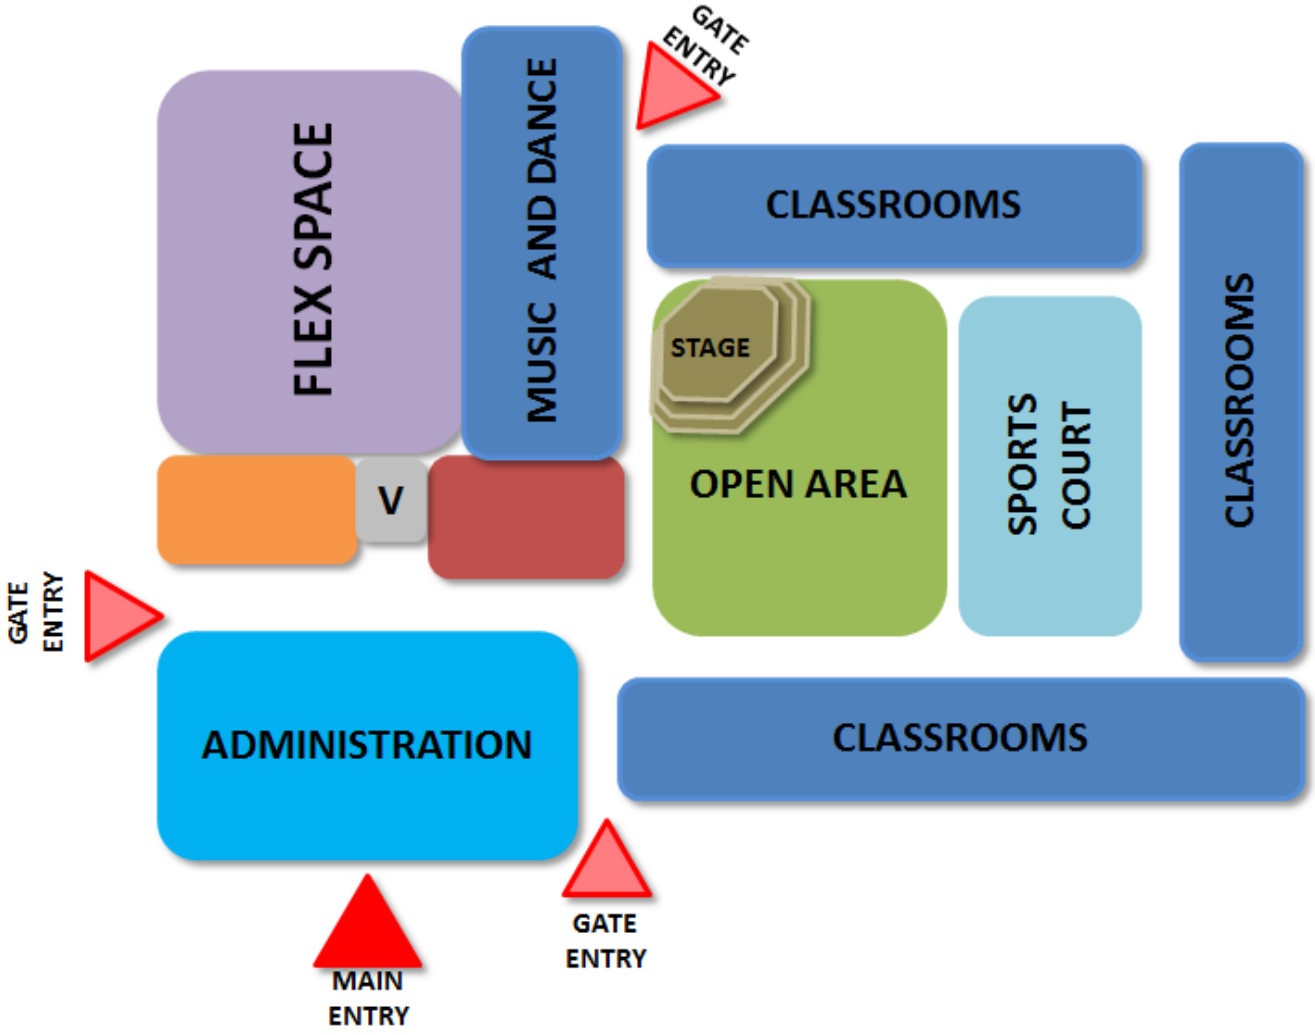 GATE
ENTRY
FLEX SPACE
MUSIC AND DANCE
CLASSROOMS
CLASSROOMS
STAGE
OPEN AREA
SPORTS
COURT
V
GATE
ENTRY
ADMINISTRATION
CLASSROOMS
GATE
ENTRY
MAIN
ENTRY